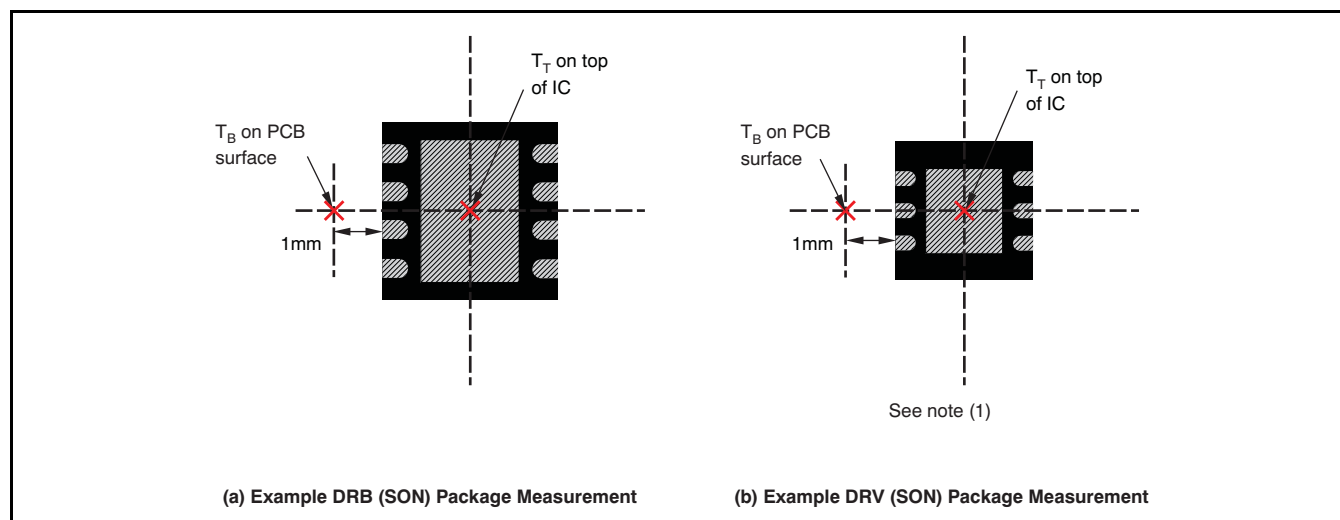 T_T on top
of IC
T_B on PCB
surface
1mm
T_T on top
of IC
T_B on PCB
surface
1mm
See note (1)
(a) Example DRB (SON) Package Measurement
(b) Example DRV (SON) Package Measurement